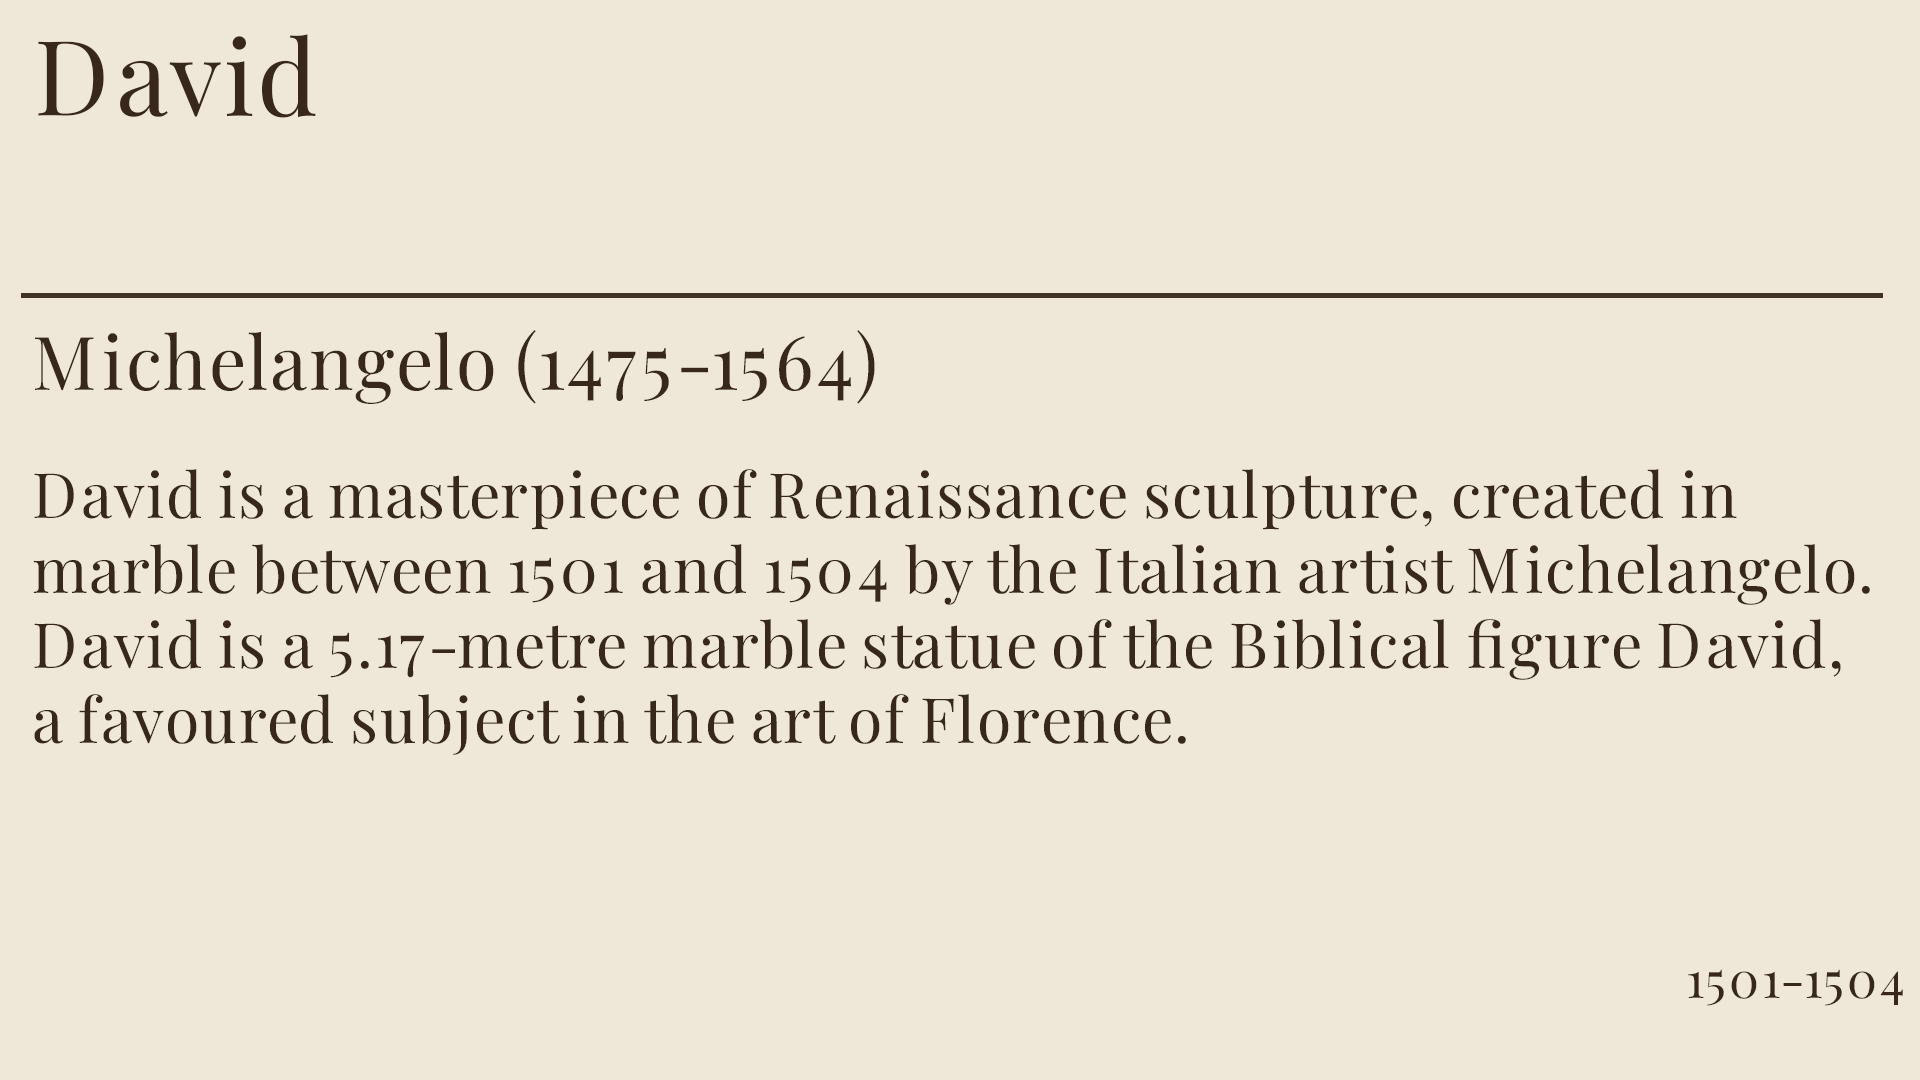 David
Michelangelo (1475-1564)
David is a masterpiece of Renaissance sculpture, created in
marble between 1501 and 1504 by the Italian artist Michelangelo.
David is a 5.17-metre marble statue of the Biblical figure David,
a favoured subject in the art of Florence.
1501-1504